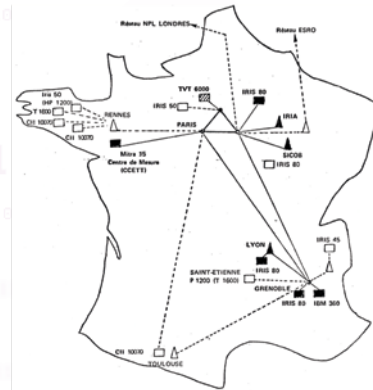 Réseau NPL LONDRES
Réseau ESRO
TVT 6000
IRIS 80
Iris 50
(HP 1200)
IRIS 50
T 1600
RENNES
IRIA
CII 10070
PARIS
CII 10070
SICOB
Mitra 15
Centre de Mesure
(CCETT)
IRIS 80
LYON
IRIS 45
IRIS 80
SAINT-ETIENNE
P 1200 (T 1600)
GRENOBLE
IRIS 80
IBM 360
CII 10070
TOULOUSE